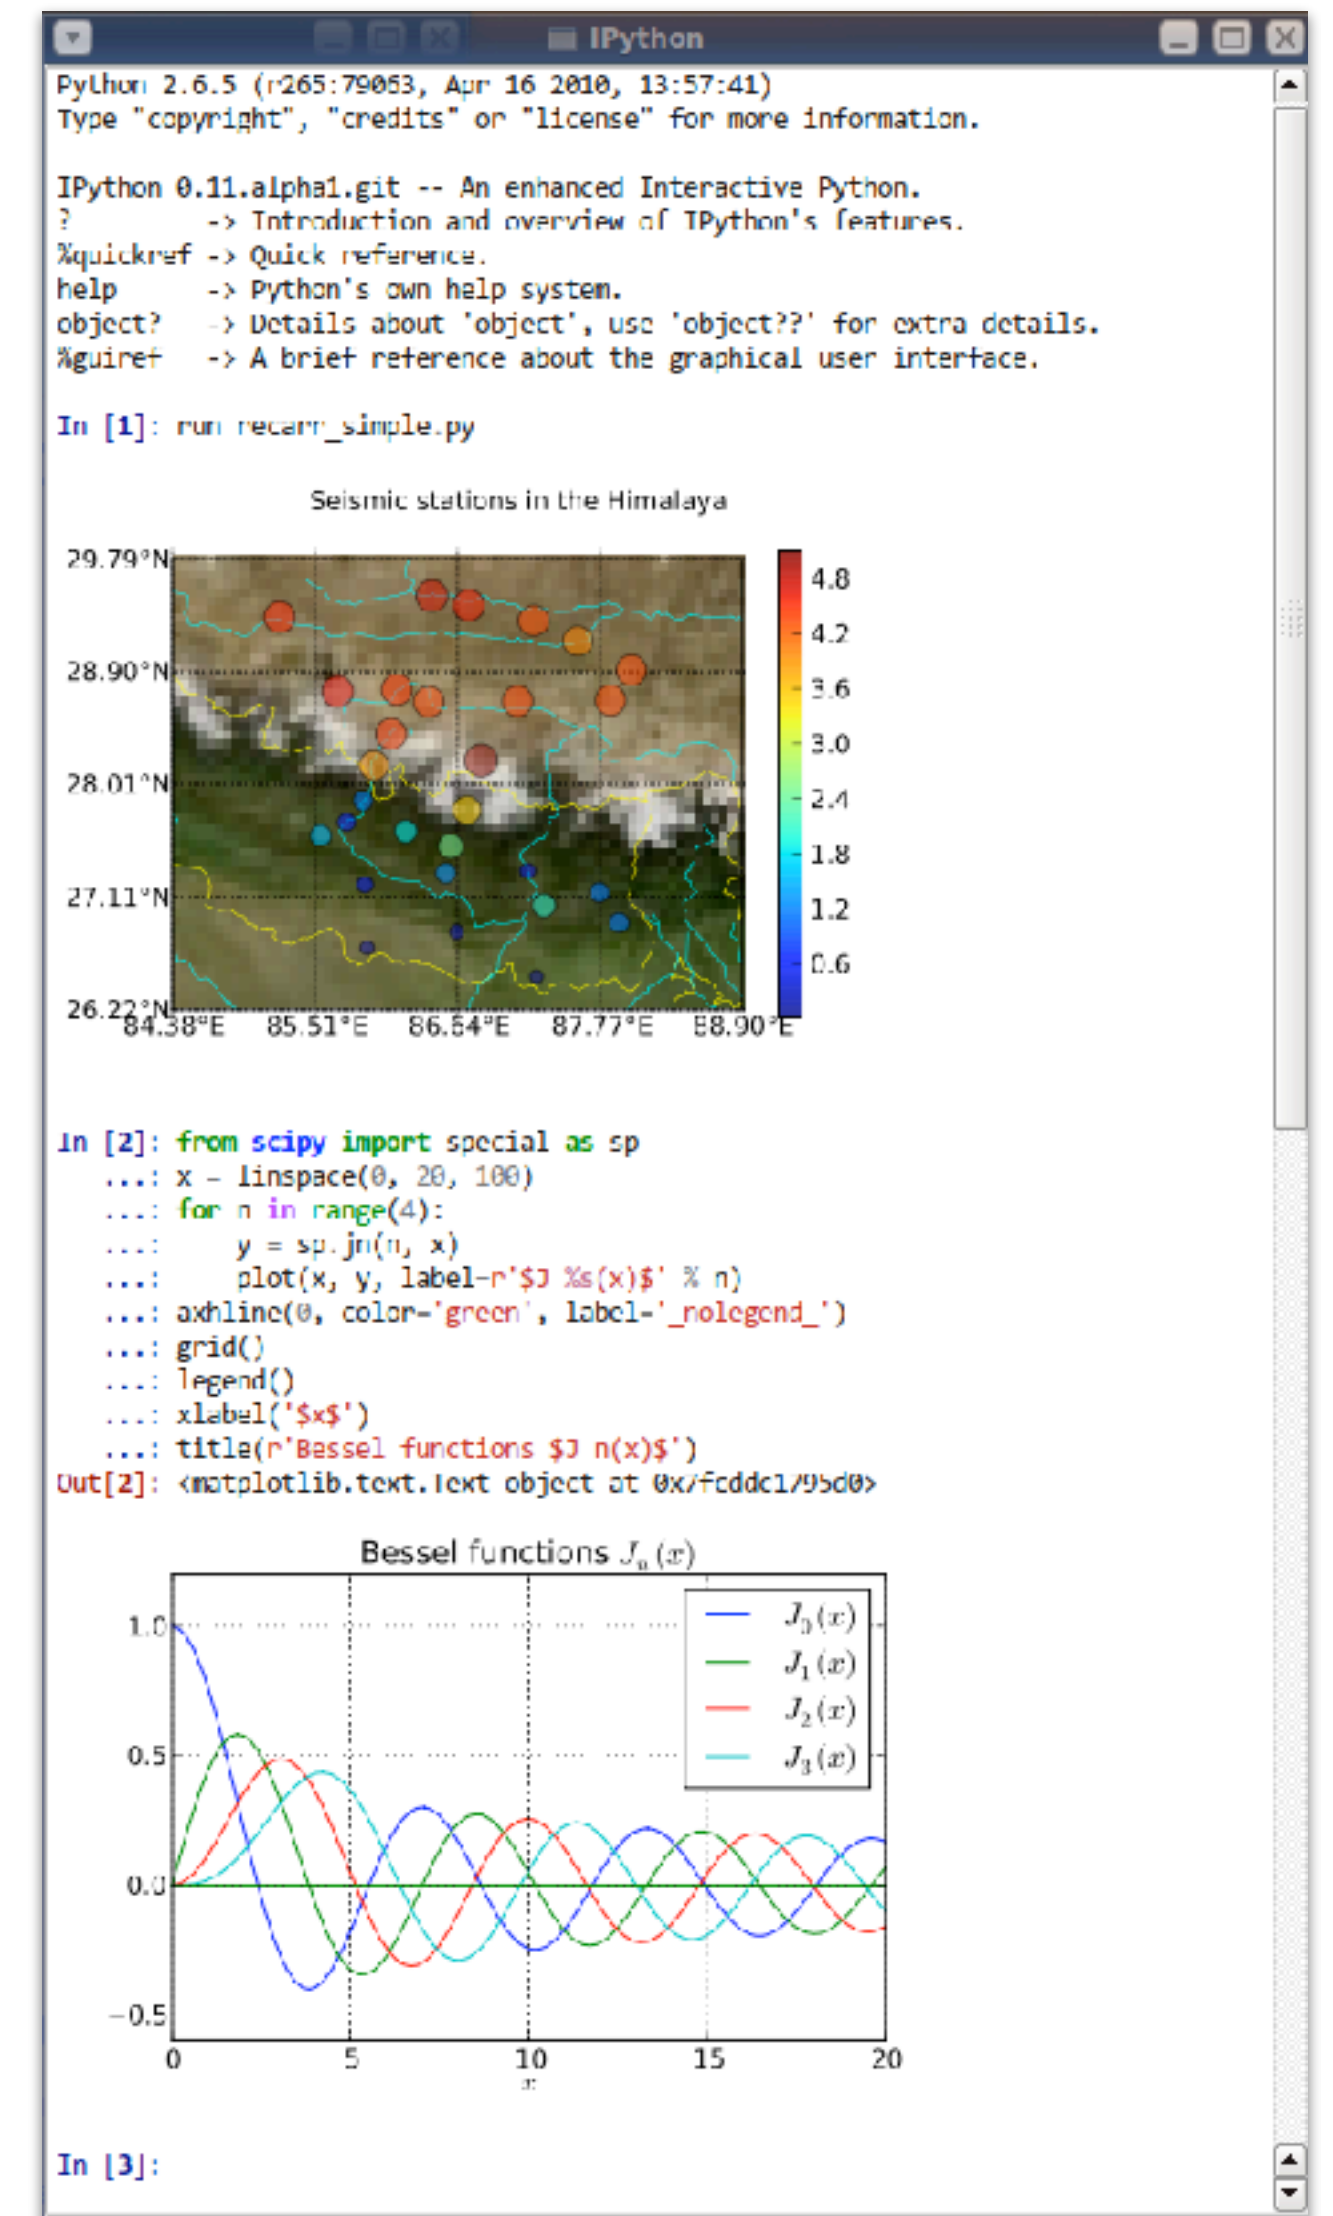 IPython
Python 2.6.5 (r265:79063, Apr 16 2010, 13:57:41)
Type "copyright", "credits" or "license" for more information.
IPython 0.11.alpha1.git -- An enhanced Interactive Python.
?         -> Introduction and overview of IPython's features.
%quickref -> Quick reference.
help      -> Python's own help system.
object?   -> Details about 'object', use 'object??' for extra details.
%guiref   -> A brief reference about the graphical user interface.
In [1]: run recarr_simple.py
Seismic stations in the Himalaya
29.79°N
28.90°N
28.01°N
27.11°N
26.22°N
84.38°E 85.51°E 86.64°E 87.77°E 88.90°E
4.8
4.2
3.6
3.0
2.4
1.8
1.2
0.6
In [2]: from scipy import special as sp
   ...: x = linspace(0, 20, 100)
   ...: for n in range(4):
   ...:     y = sp.jn(n, x)
   ...:     plot(x, y, label=r'$J_%s(x)$' % n)
   ...: axhline(0, color='green', label='_nolegend_')
   ...: grid()
   ...: legend()
   ...: xlabel('$x$')
   ...: title(r'Bessel functions $J_n(x)$')
Out[2]: <matplotlib.text.Text object at 0x7fcddc1795d0>
Bessel functions Jₙ(x)
J₀(x)
J₁(x)
J₂(x)
J₃(x)
1.0
0.5
0.0
−0.5
0 5 10 15 20
x
In [3]: